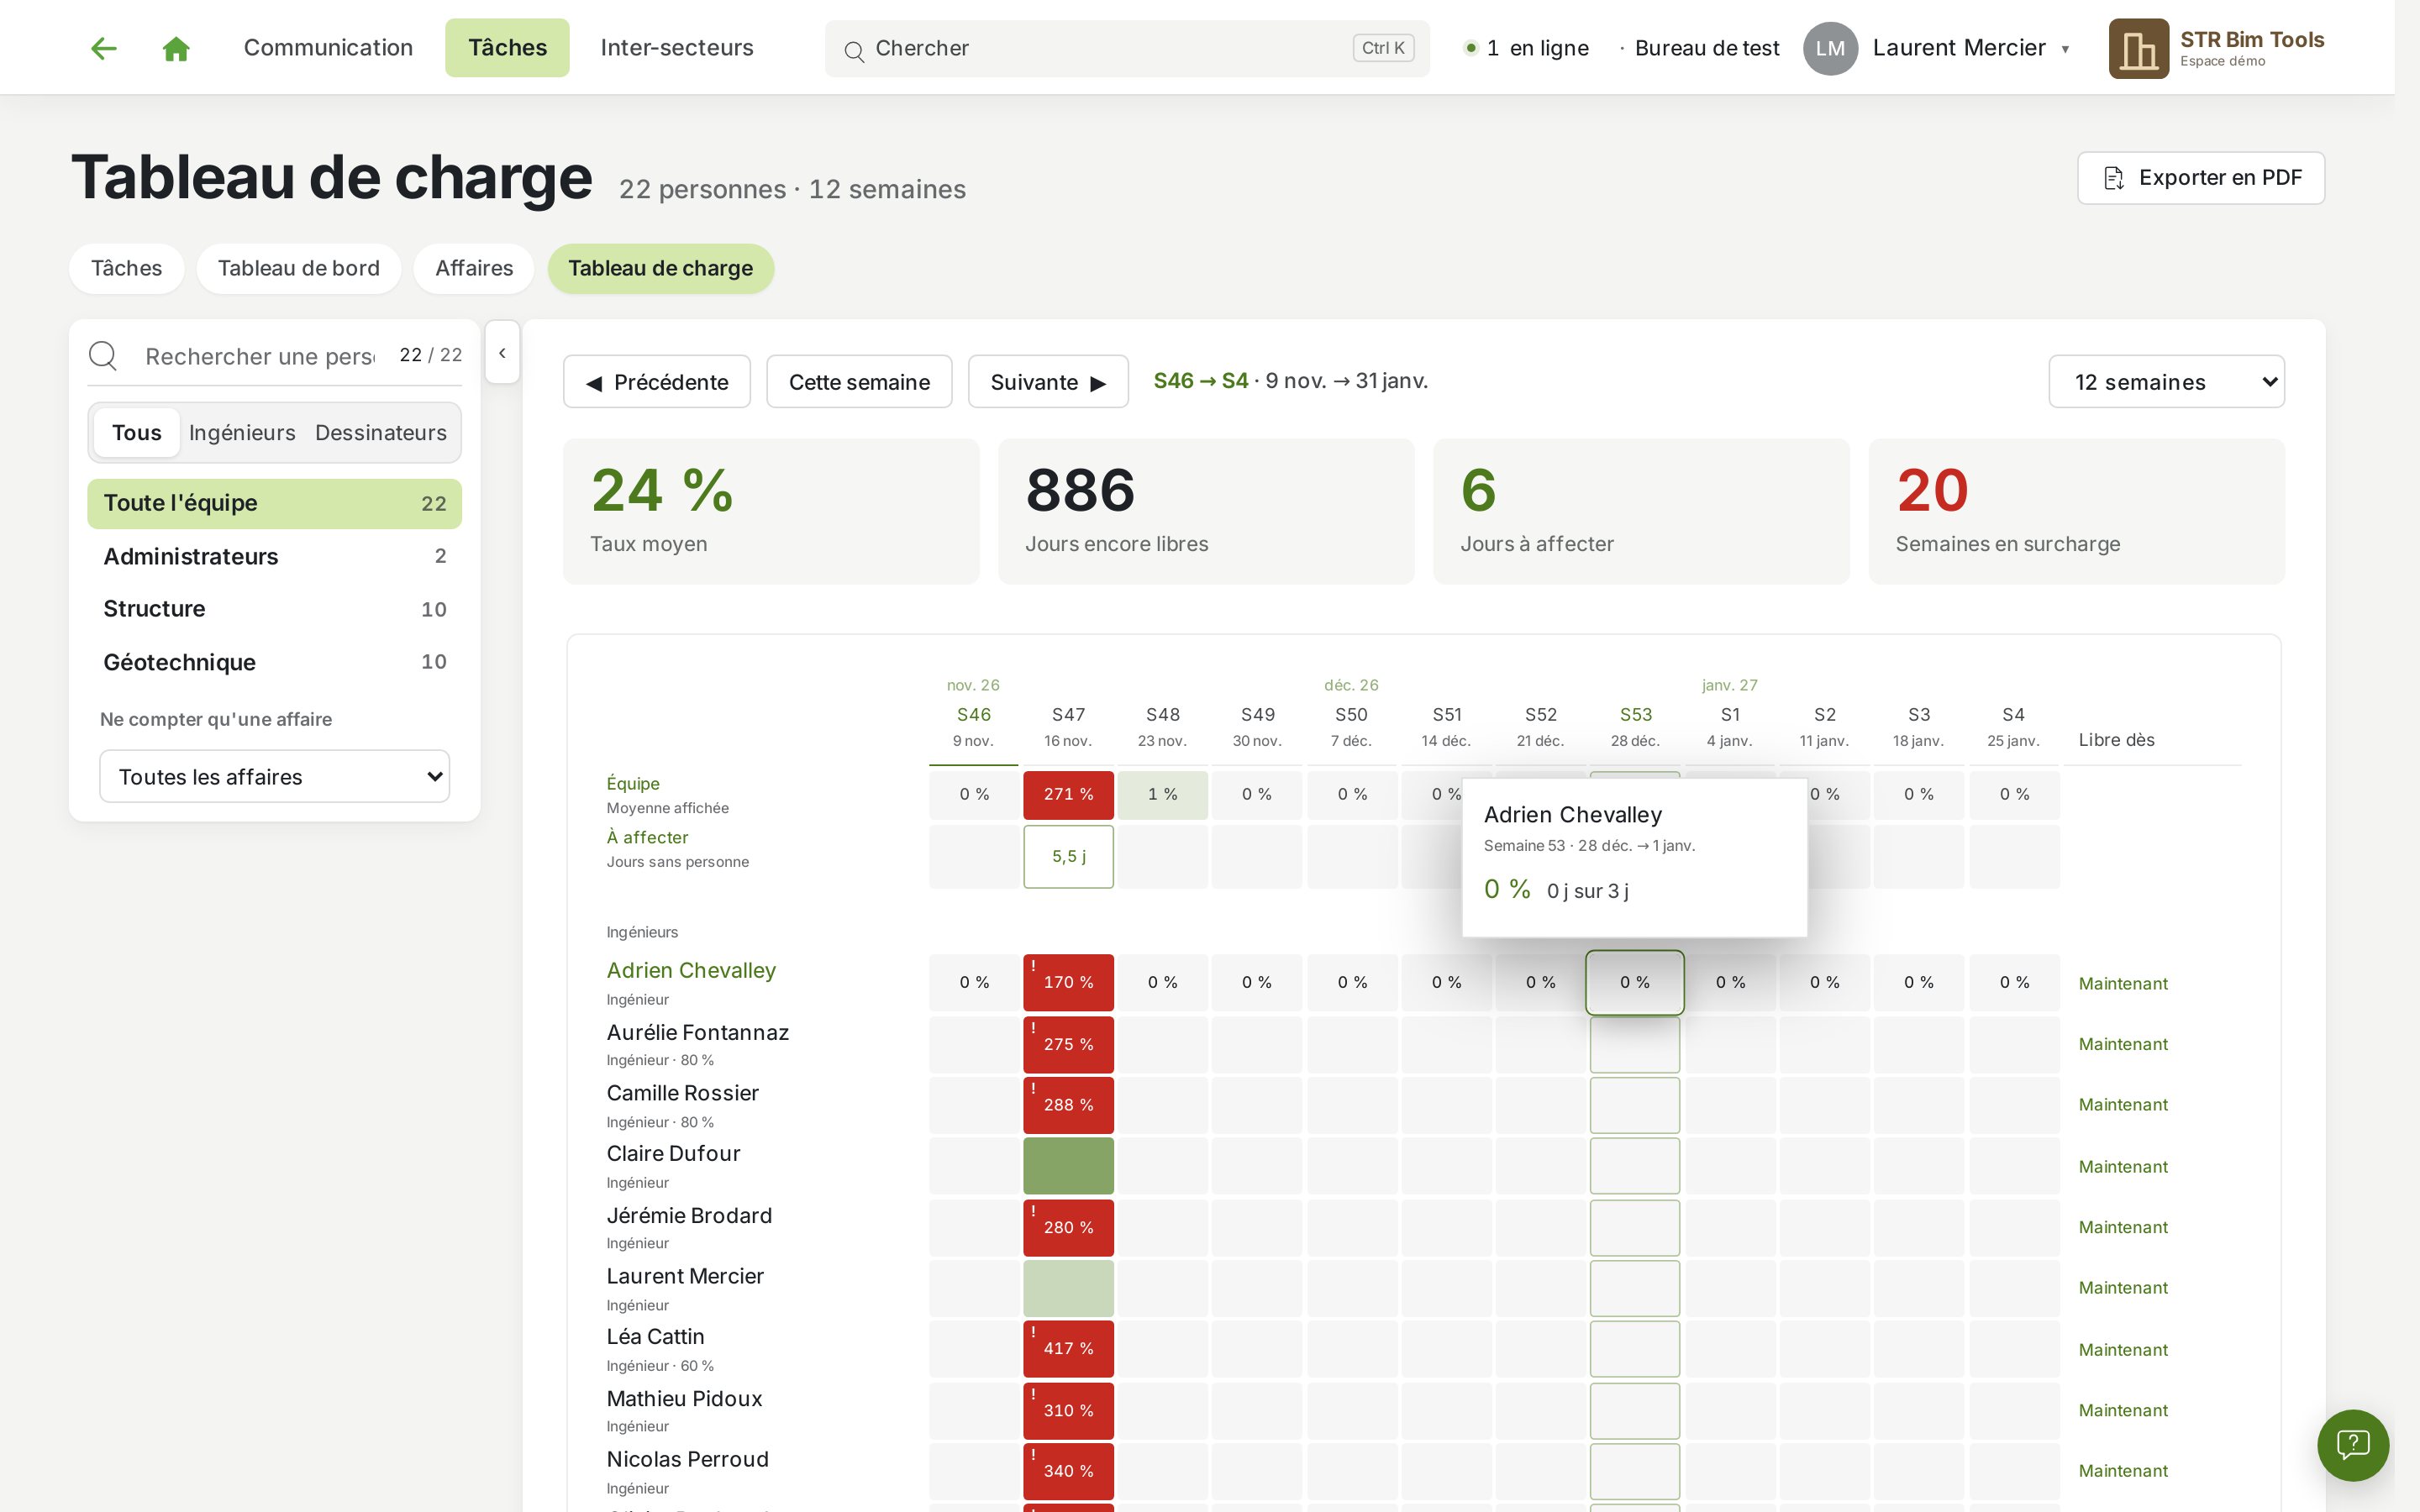 Communication
Tâches
Inter-secteurs
Chercher
Ctrl K
1 en ligne
· Bureau de test
LM
Laurent Mercier
STR Bim Tools
Espace démo
Tableau de charge
22 personnes · 12 semaines
Exporter en PDF
Tâches
Tableau de bord
Affaires
Tableau de charge
22 / 22
Rechercher une pers
Tous
Ingénieurs
Dessinateurs
Toute l'équipe 22
Administrateurs 2
Structure 10
Géotechnique 10
Ne compter qu'une affaire
Toutes les affaires
◀ Précédente
Cette semaine
Suivante ▶
S46 → S4 · 9 nov. → 31 janv.
12 semaines
24 %
Taux moyen
886
Jours encore libres
6
Jours à affecter
20
Semaines en surcharge
nov. 26 déc. 26 janv. 27
S46 S47 S48 S49 S50 S51 S52 S53 S1 S2 S3 S4
9 nov. 16 nov. 23 nov. 30 nov. 7 déc. 14 déc. 21 déc. 28 déc. 4 janv. 11 janv. 18 janv. 25 janv. Libre dès
Équipe
Moyenne affichée
0 % 271 % 1 % 0 % 0 % 0 % 0 % 0 % 0 %
À affecter
Jours sans personne
5,5 j
Adrien Chevalley
Semaine 53 · 28 déc. → 1 janv.
0 % 0 j sur 3 j
Ingénieurs
Adrien Chevalley
Ingénieur
0 % ! 170 % 0 % 0 % 0 % 0 % 0 % 0 % 0 % 0 % 0 % 0 % Maintenant
Aurélie Fontannaz
Ingénieur · 80 %
! 275 % Maintenant
Camille Rossier
Ingénieur · 80 %
! 288 % Maintenant
Claire Dufour
Ingénieur
Maintenant
Jérémie Brodard
Ingénieur
! 280 % Maintenant
Laurent Mercier
Ingénieur
Maintenant
Léa Cattin
Ingénieur · 60 %
! 417 % Maintenant
Mathieu Pidoux
Ingénieur
! 310 % Maintenant
Nicolas Perroud
Ingénieur
! 340 % Maintenant